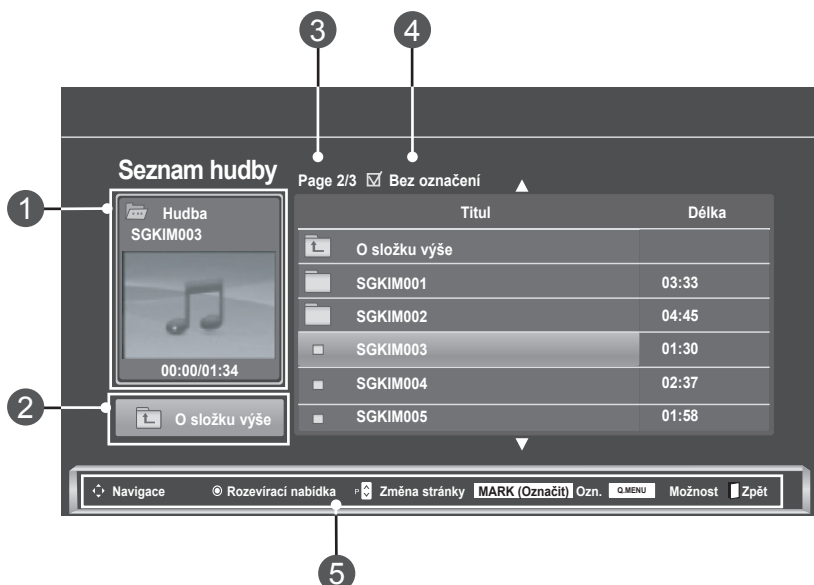 3 4
Seznam hudby
Page 2/3 Bez označení
1
Hudba
SGKIM003
00:00/01:34
2
O složku výše
Titul Délka
O složku výše
SGKIM001 03:33
SGKIM002 04:45
SGKIM003 01:30
SGKIM004 02:37
SGKIM005 01:58
Navigace Rozevírací nabídka P Změna stránky MARK (Označit) Ozn. Q.MENU Možnost Zpět
5